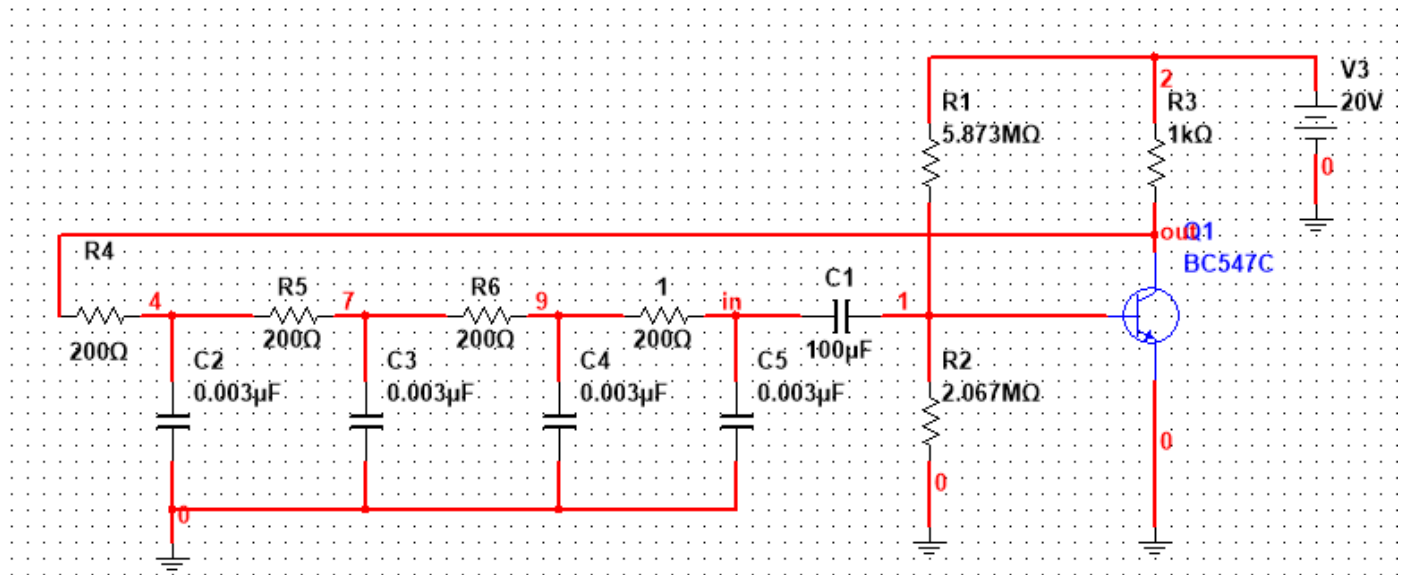 V3
20V
2
R1
5.873MΩ
R3
1kΩ
0
out
Q1
BC547C
R4
200Ω
4
R5
200Ω
7
R6
200Ω
9
1
200Ω
in
C1
100µF
1
C2
0.003µF
C3
0.003µF
C4
0.003µF
C5
0.003µF
R2
2.067MΩ
0
0
0